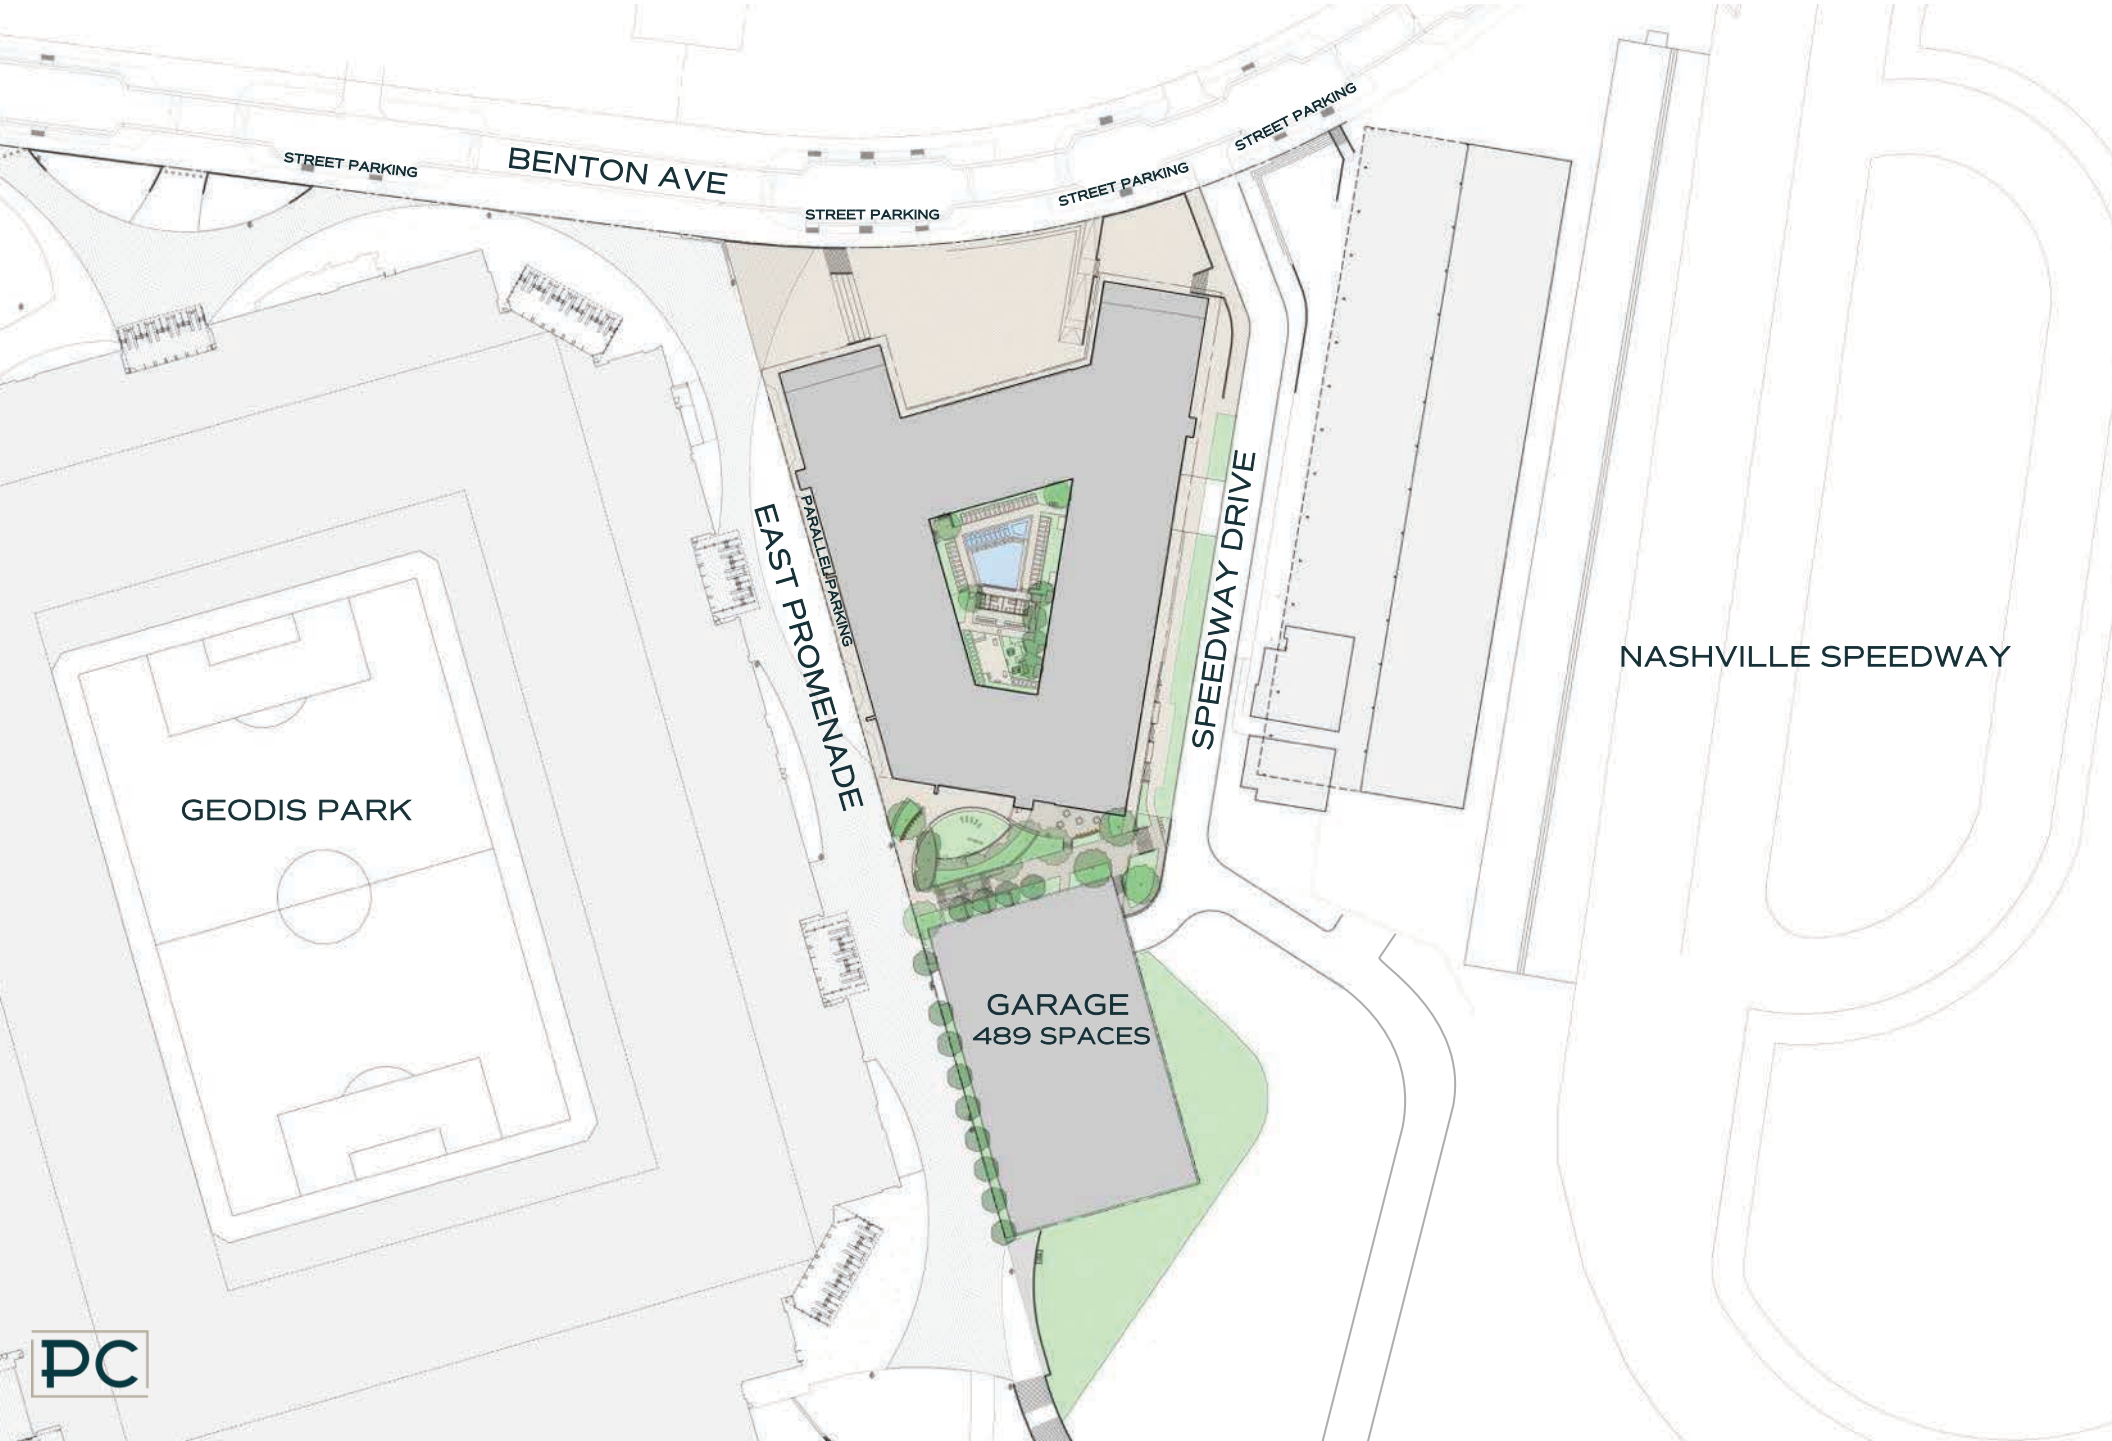 STREET PARKING
BENTON AVE
STREET PARKING
STREET PARKING
STREET PARKING
PARALLEL PARKING
EAST PROMENADE
SPEEDWAY DRIVE
NASHVILLE SPEEDWAY
GEODIS PARK
GARAGE
489 SPACES
PC